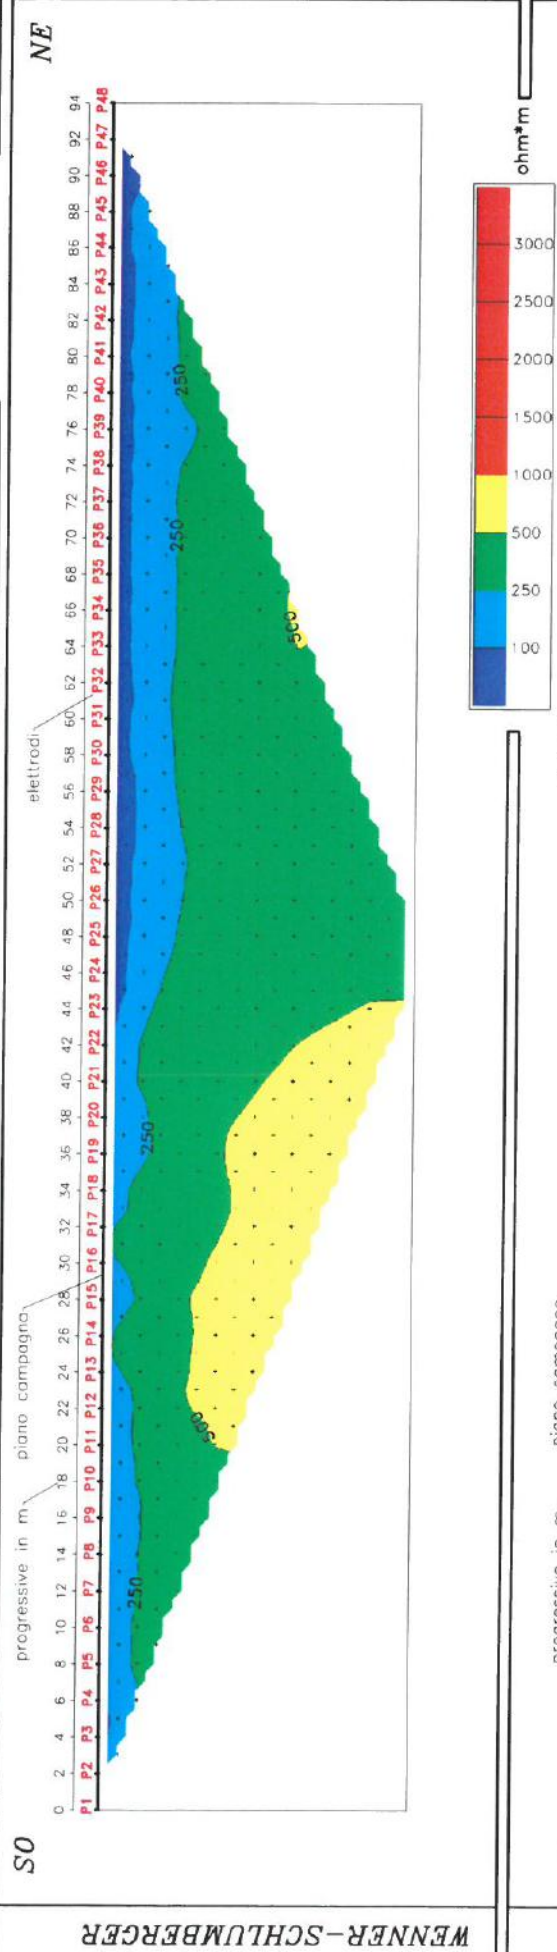 WENNER-SCHLUMBERGER
SO
NE
progressive in m
piano campagna
elettrodi
0 2 4 6 8 10 12 14 16 18 20 22 24 26 28 30 32 34 36 38 40 42 44 46 48 50 52 54 56 58 60 62 64 66 68 70 72 74 76 78 80 82 84 86 88 90 92 94
P1 P2 P3 P4 P5 P6 P7 P8 P9 P10 P11 P12 P13 P14 P15 P16 P17 P18 P19 P20 P21 P22 P23 P24 P25 P26 P27 P28 P29 P30 P31 P32 P33 P34 P35 P36 P37 P38 P39 P40 P41 P42 P43 P44 P45 P46 P47 P48
250
250
250
250
500
500
100 250 500 1000 1500 2000 2500 3000
ohm*m